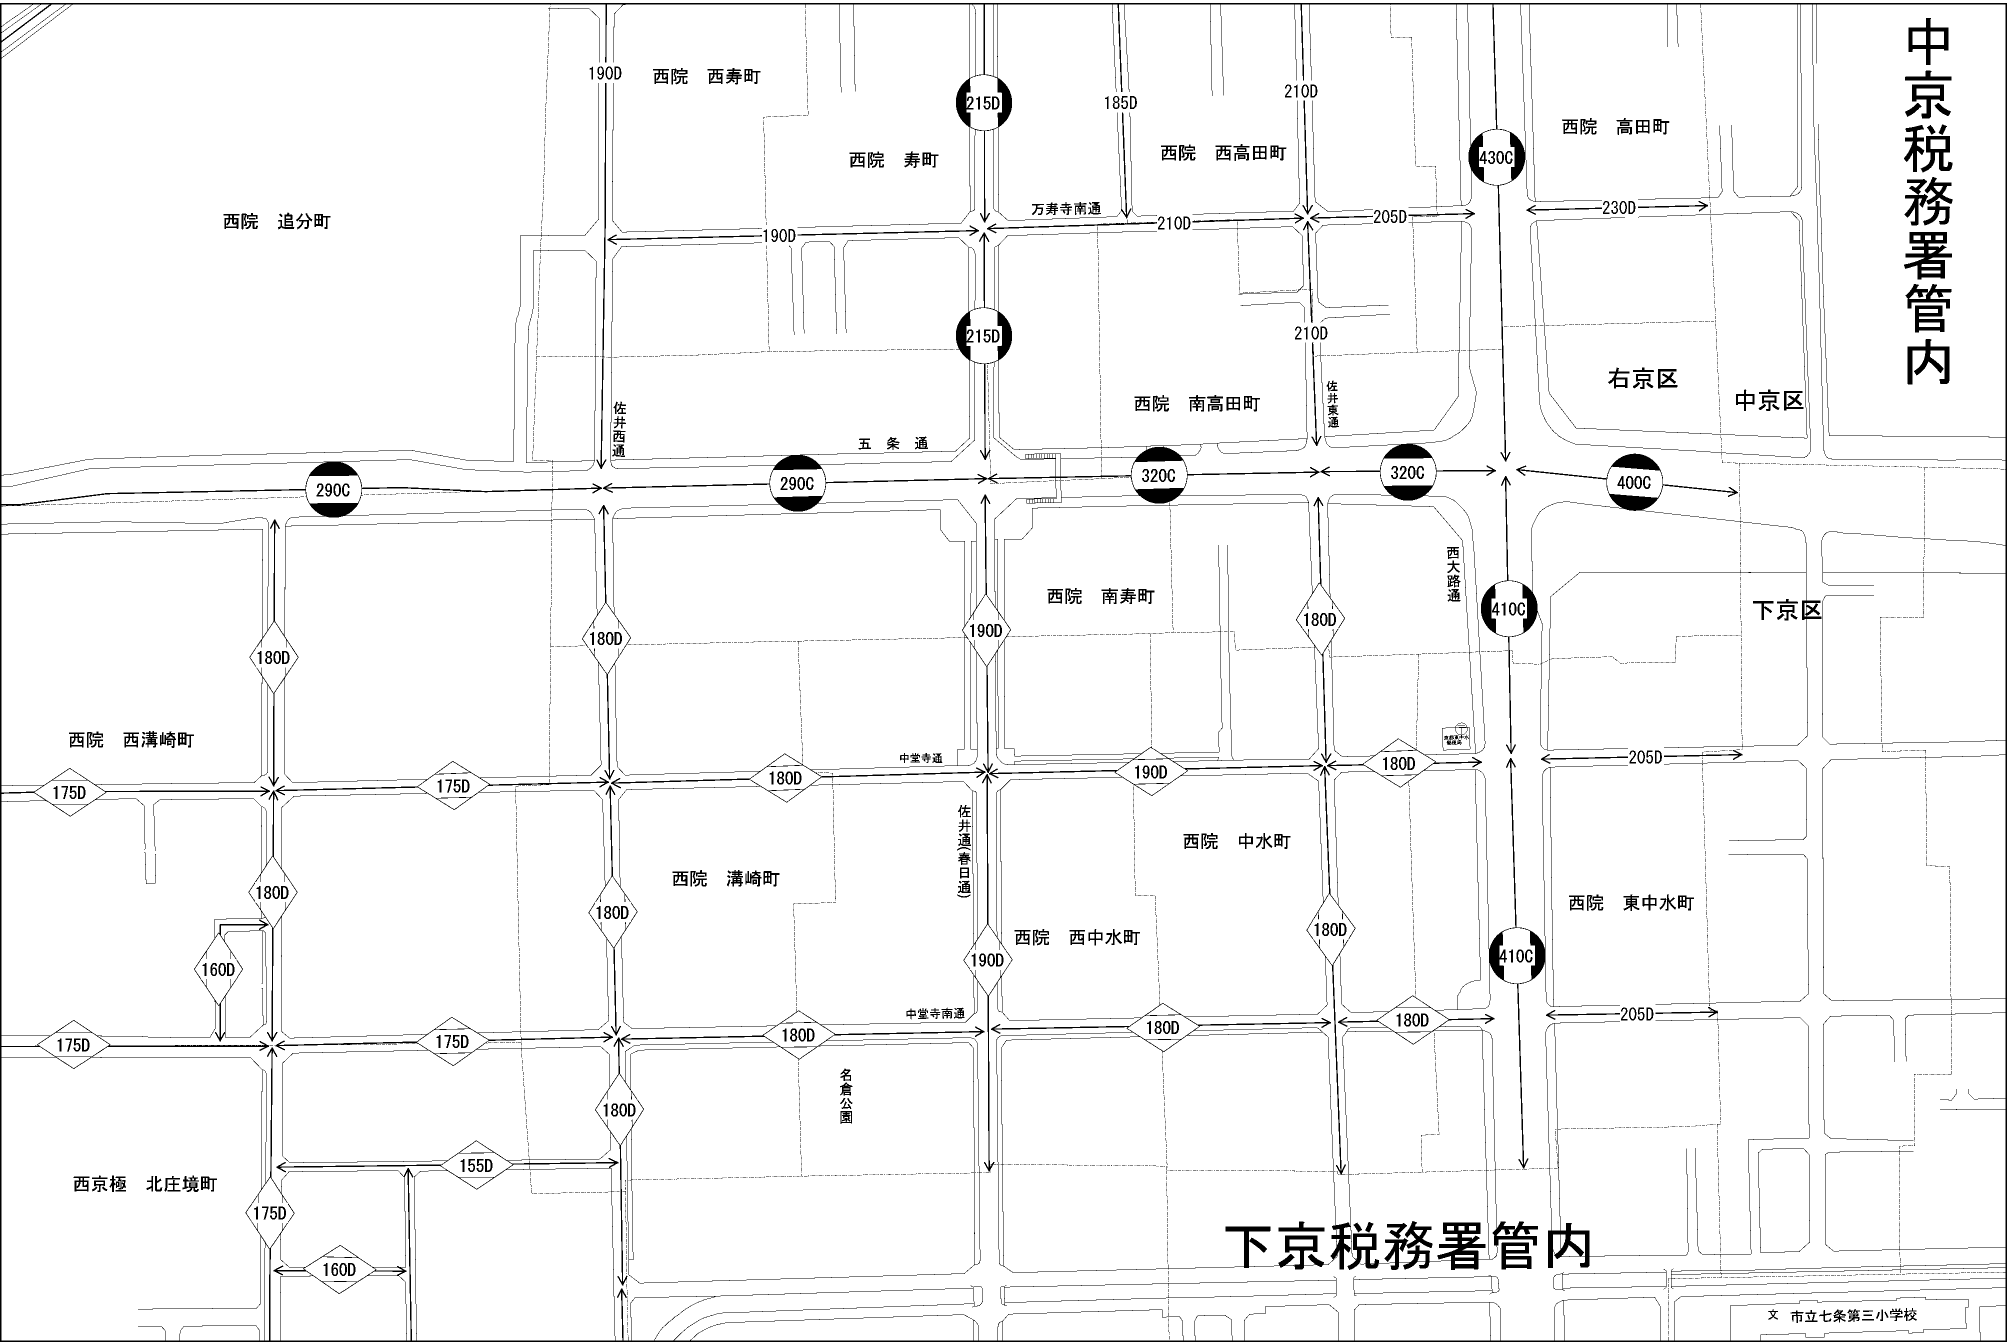 中京税務署管内
190D
西院　西寿町
215D
185D
210D
西院　高田町
430C
西院　寿町
西院　西高田町
西院　追分町
万寿寺南通
190D
210D
205D
230D
215D
210D
右京区
中京区
佐井西通
西院　南高田町
佐井東通
五条通
290C
290C
320C
320C
400C
西大路通
西院　南寿町
下京区
410C
180D
180D
190D
180D
西院　西溝崎町
中堂寺通
175D
175D
180D
190D
180D
205D
佐井通(春日通)
西院　中水町
西院　溝崎町
180D
180D
西院　東中水町
西院　西中水町
180D
160D
190D
410C
中堂寺南通
175D
175D
180D
180D
180D
205D
名倉公園
180D
155D
西京極　北庄境町
175D
160D
下京税務署管内
文　市立七条第三小学校